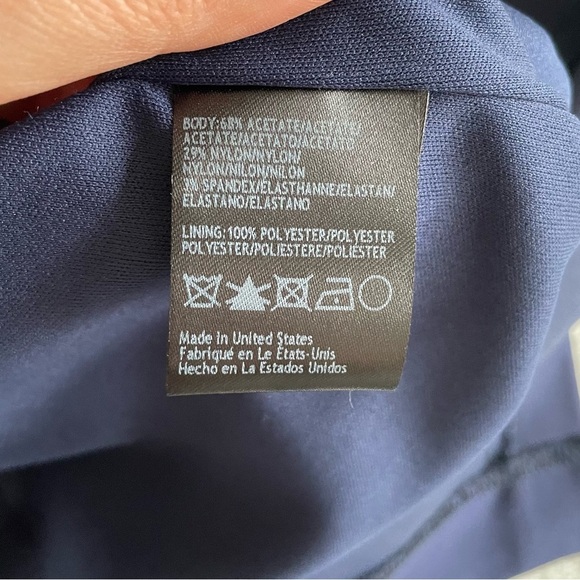 BODY:68% ACETATE/ACETATE/
ACETATE/ACETATO/ACETATO
29% NYLON/NYLON/
NYLON/NILON/NILON
3% SPANDEX/ELASTHANNE/ELASTAN/
ELASTANO/ELASTANO
LINING: 100% POLYESTER/POLYESTER
POLYESTER/POLIESTERE/POLIÉSTER
Made in United States
Fabriqué en Le États-Unis
Hecho en La Estados Unidos